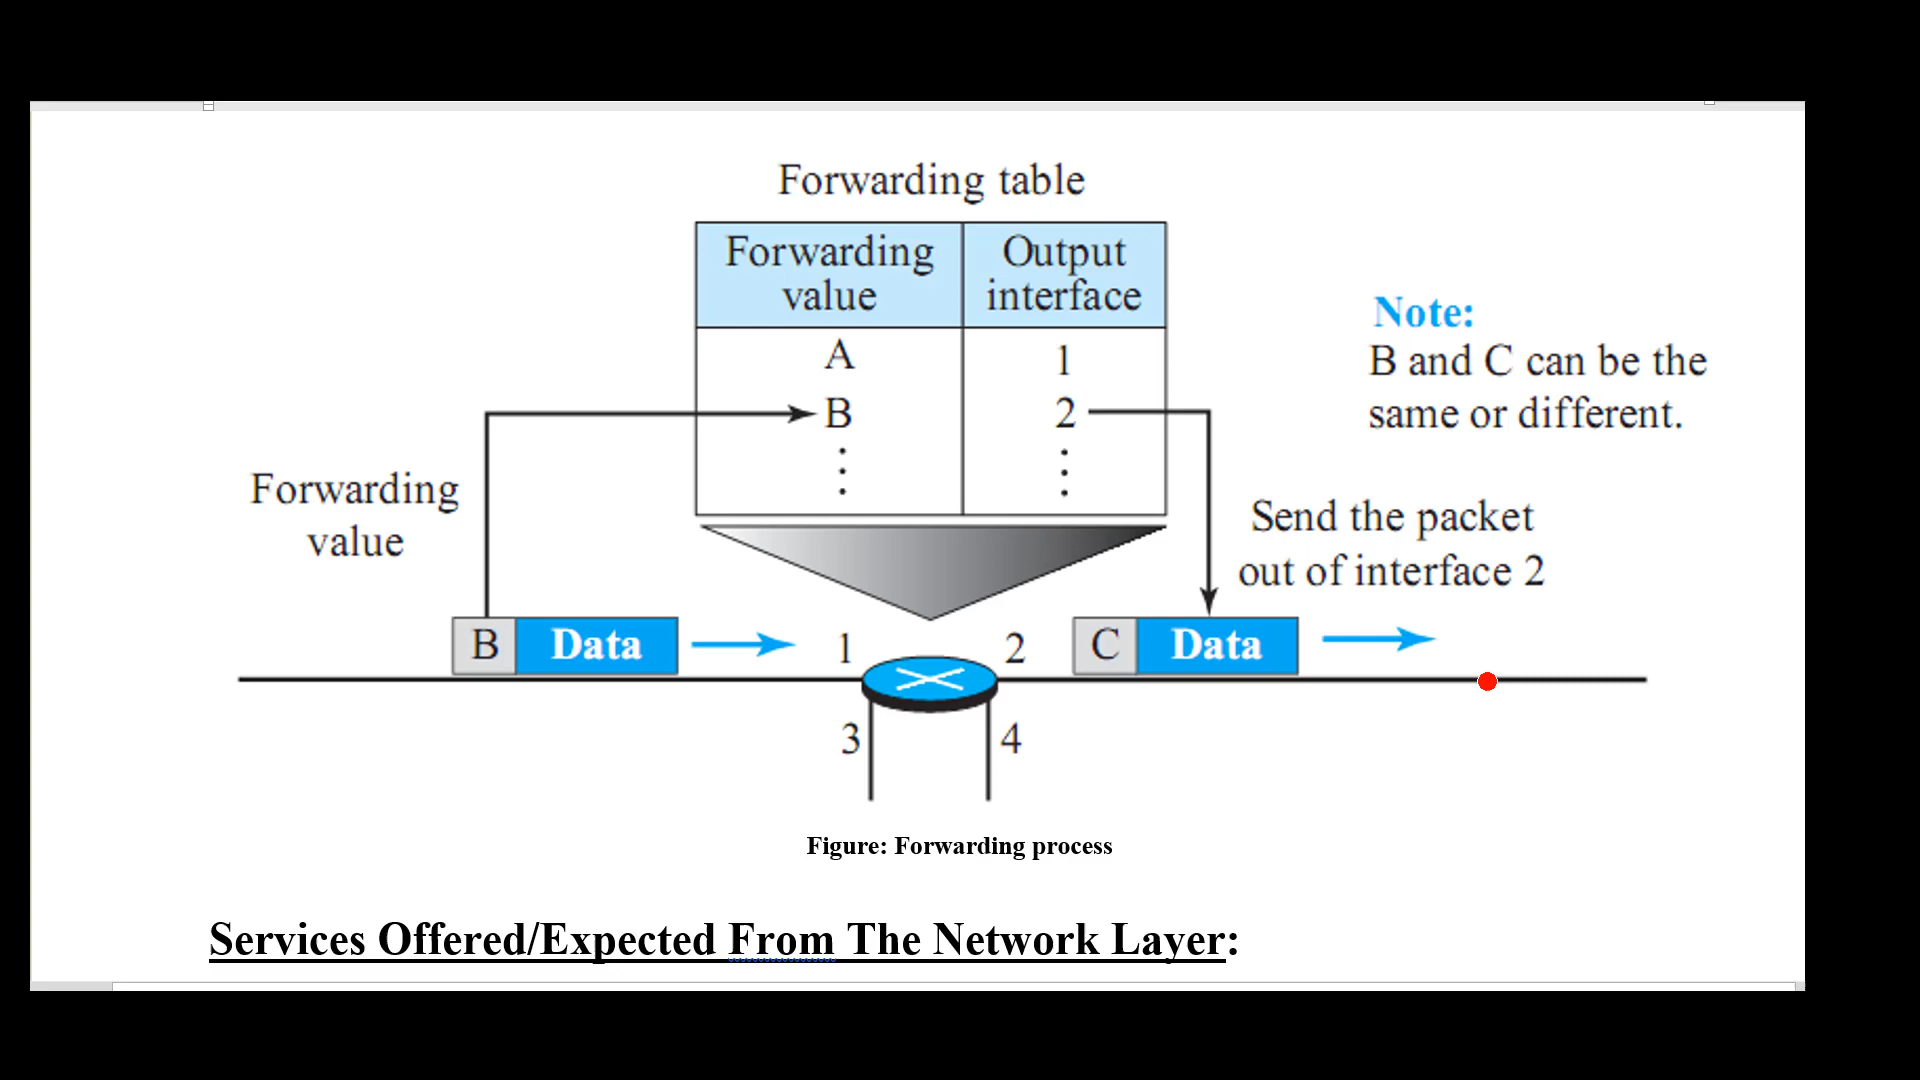 Forwarding table
Forwarding
value
Output
interface
A
1
B
2
Note:
B and C can be the
same or different.
Forwarding
value
Send the packet
out of interface 2
B
Data
1
2
C
Data
3
4
Figure: Forwarding process
Services Offered/Expected From The Network Layer: